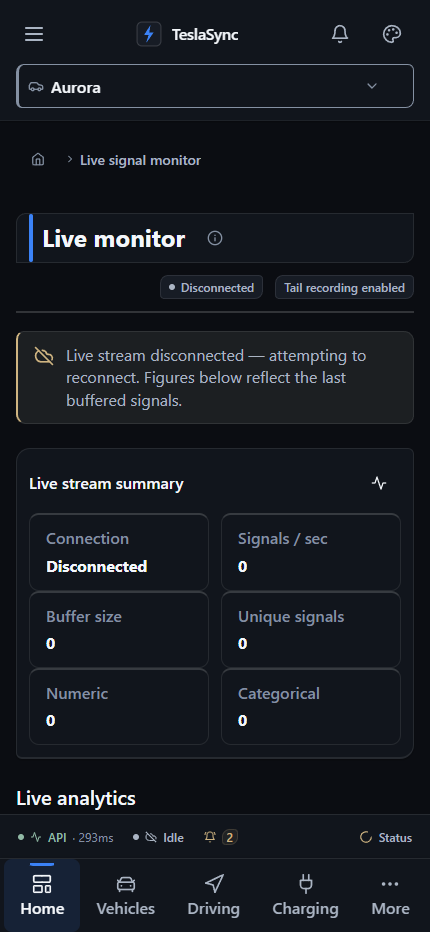 TeslaSync
Aurora
Live signal monitor
Live monitor
Disconnected
Tail recording enabled
Live stream disconnected — attempting to
reconnect. Figures below reflect the last
buffered signals.
Live stream summary
Connection
Disconnected
Signals / sec
0
Buffer size
0
Unique signals
0
Numeric
0
Categorical
0
Live analytics
API · 293ms
Idle
2
Status
Home
Vehicles
Driving
Charging
More